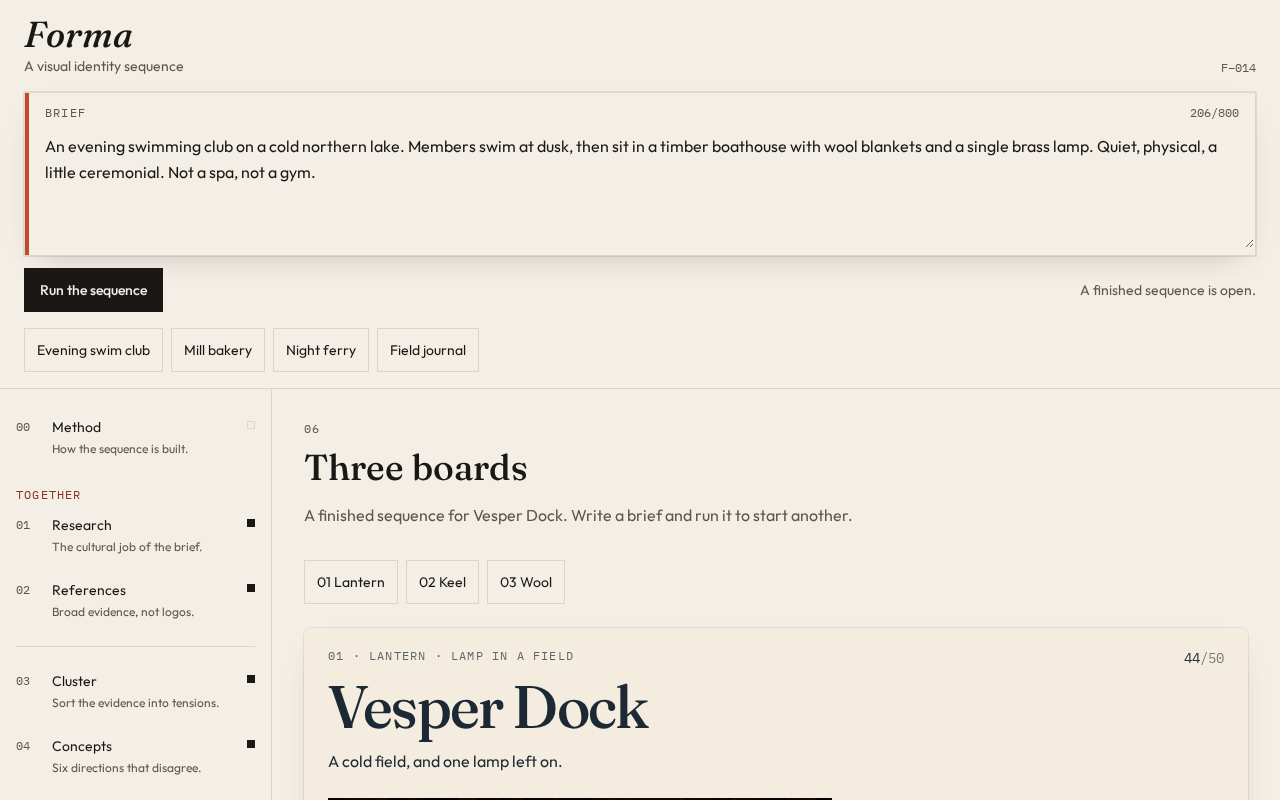 Forma
A visual identity sequence
F–014
BRIEF
206/800
An evening swimming club on a cold northern lake. Members swim at dusk, then sit in a timber boathouse with wool blankets and a single brass lamp. Quiet, physical, a
little ceremonial. Not a spa, not a gym.
Run the sequence
A finished sequence is open.
Evening swim club
Mill bakery
Night ferry
Field journal
00
Method
How the sequence is built.
TOGETHER
01
Research
The cultural job of the brief.
02
References
Broad evidence, not logos.
03
Cluster
Sort the evidence into tensions.
04
Concepts
Six directions that disagree.
06
Three boards
A finished sequence for Vesper Dock. Write a brief and run it to start another.
01 Lantern
02 Keel
03 Wool
01 · LANTERN · LAMP IN A FIELD
44/50
Vesper Dock
A cold field, and one lamp left on.